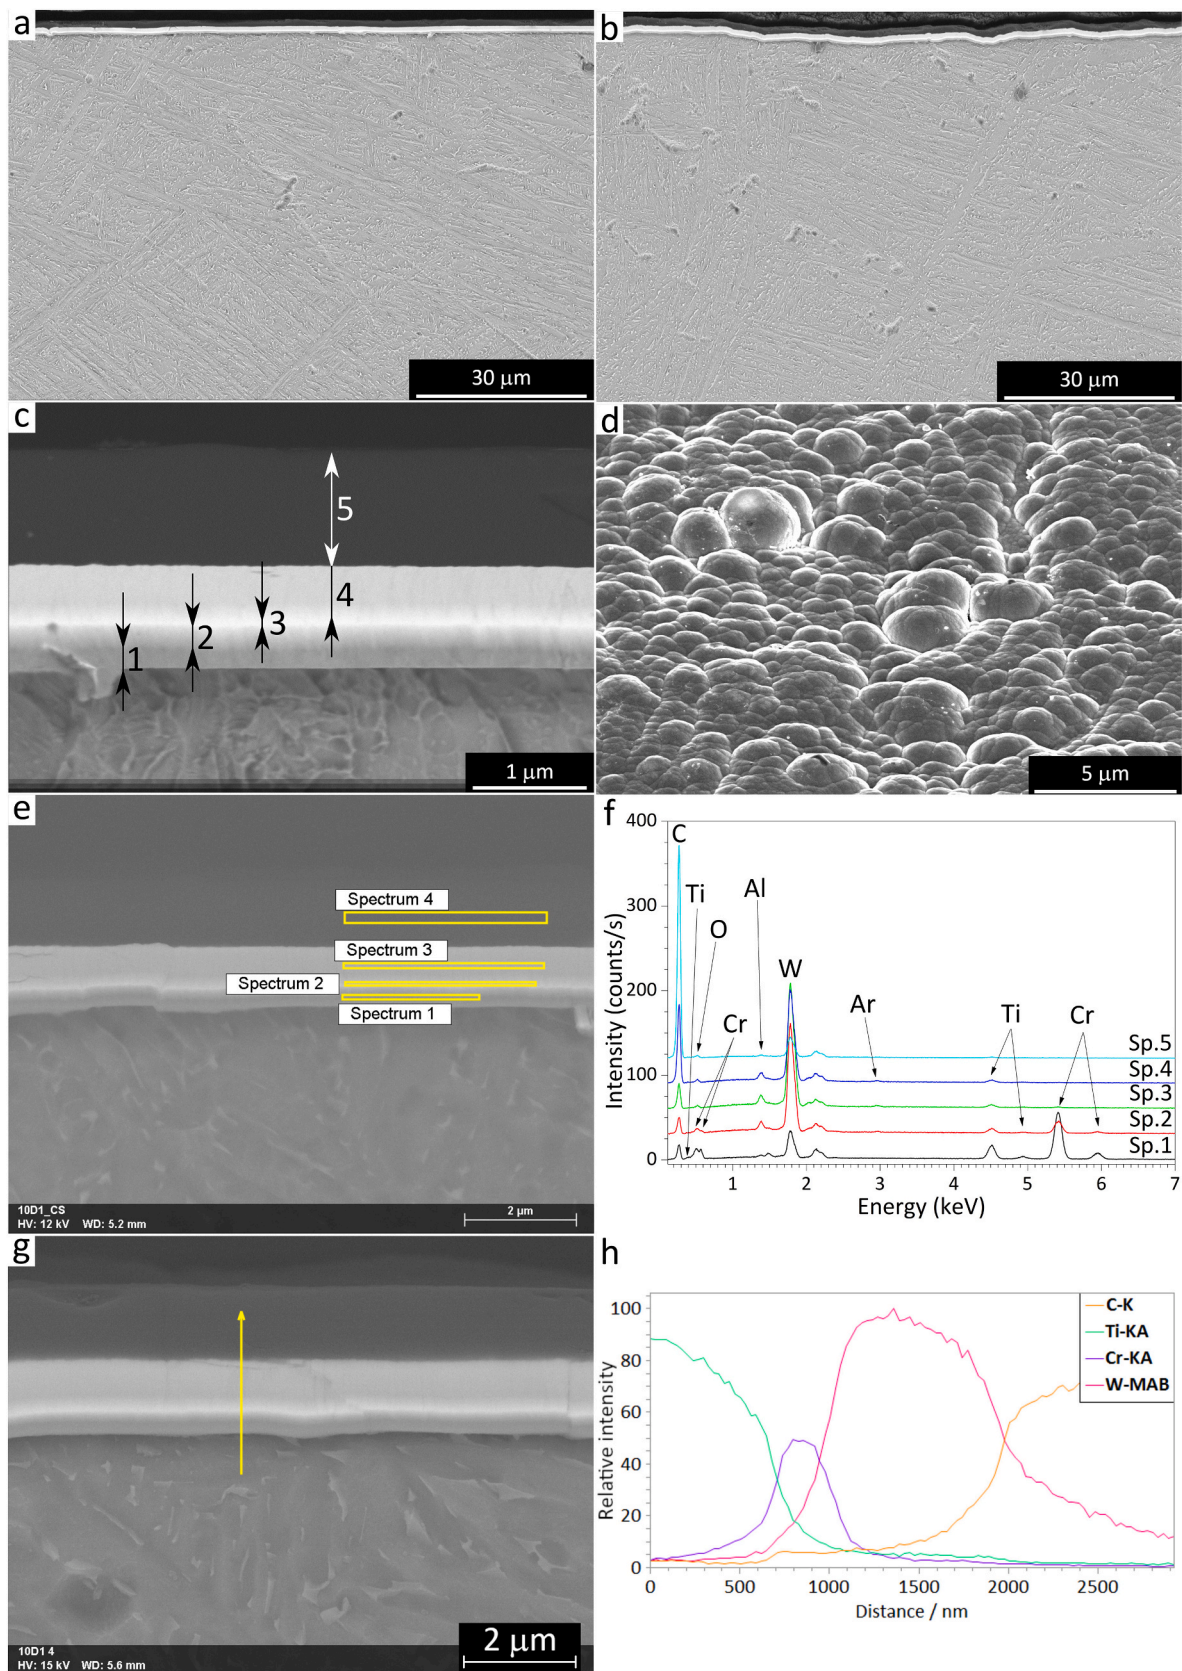 a
b
30 µm
30 µm
c
d
5
4
3
2
1
1 µm
5 µm
e
Spectrum 4
Spectrum 3
Spectrum 2
Spectrum 1
10D1_CS
HV: 12 kV WD: 5.2 mm
2 µm
f
400
300
200
100
0
Intensity (counts/s)
C
Ti
O
Al
Cr
W
Ar
Ti
Cr
Sp.5
Sp.4
Sp.3
Sp.2
Sp.1
1 2 3 4 5 6 7
Energy (keV)
g
10D1 4
HV: 15 kV WD: 5.6 mm
2 µm
h
100
80
60
40
20
0
Relative intensity
C-K
Ti-KA
Cr-KA
W-MAB
0 500 1000 1500 2000 2500
Distance / nm